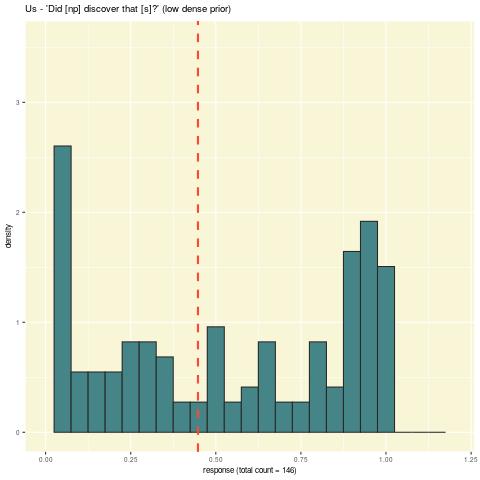 Us - 'Did [np] discover that [s]?' (low dense prior)
density
3
2
1
0
0.00 0.25 0.50 0.75 1.00 1.25
response (total count = 146)